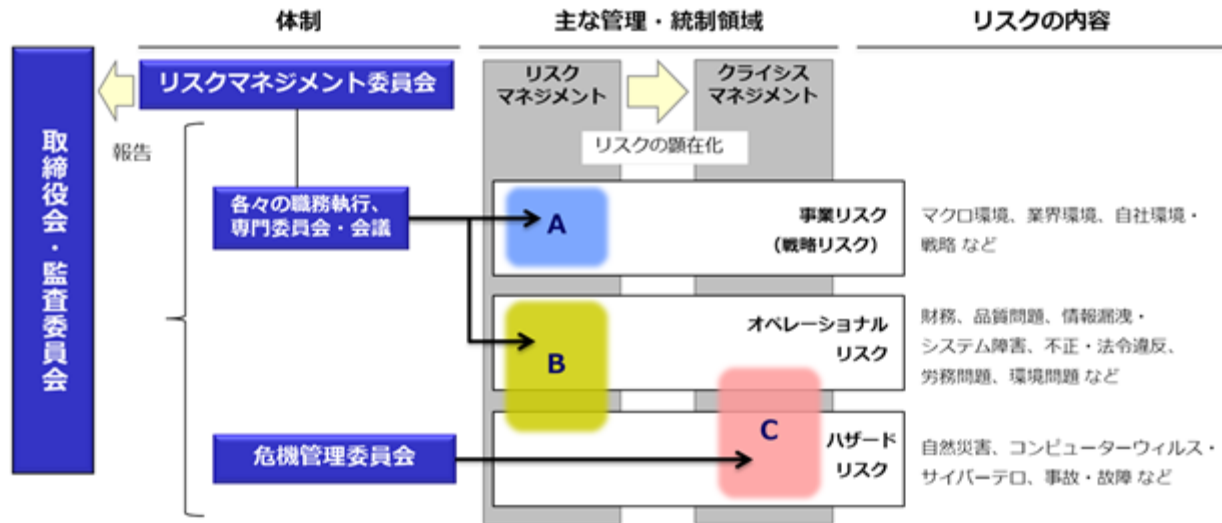 体制
主な管理・統制領域
リスクの内容
取締役会・監査委員会
リスクマネジメント委員会
報告
リスク
マネジメント
クライシス
マネジメント
リスクの顕在化
各々の職務執行、
専門委員会・会議
A
事業リスク
（戦略リスク）
マクロ環境、業界環境、自社環境・
戦略 など
B
オペレーショナル
リスク
財務、品質問題、情報漏洩・
システム障害、不正・法令違反、
労務問題、環境問題 など
危機管理委員会
C
ハザード
リスク
自然災害、コンピューターウィルス・
サイバーテロ、事故・故障 など